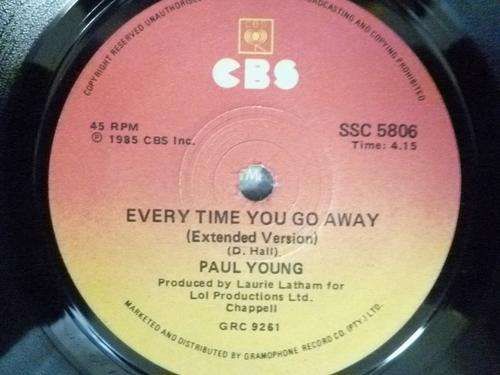 COPYRIGHT RESERVED UNAUTHORISED
BROADCASTING AND COPYING PROHIBITED
CBS
CBS
45 RPM
℗ 1985 CBS Inc.
SSC 5806
Time: 4.15
EVERY TIME YOU GO AWAY
(Extended Version)
(D. Hall)
PAUL YOUNG
Produced by Laurie Latham for
Lol Productions Ltd.
Chappell
GRC 9261
MARKETED AND DISTRIBUTED BY GRAMOPHONE RECORD CO. (PTY.) LTD.